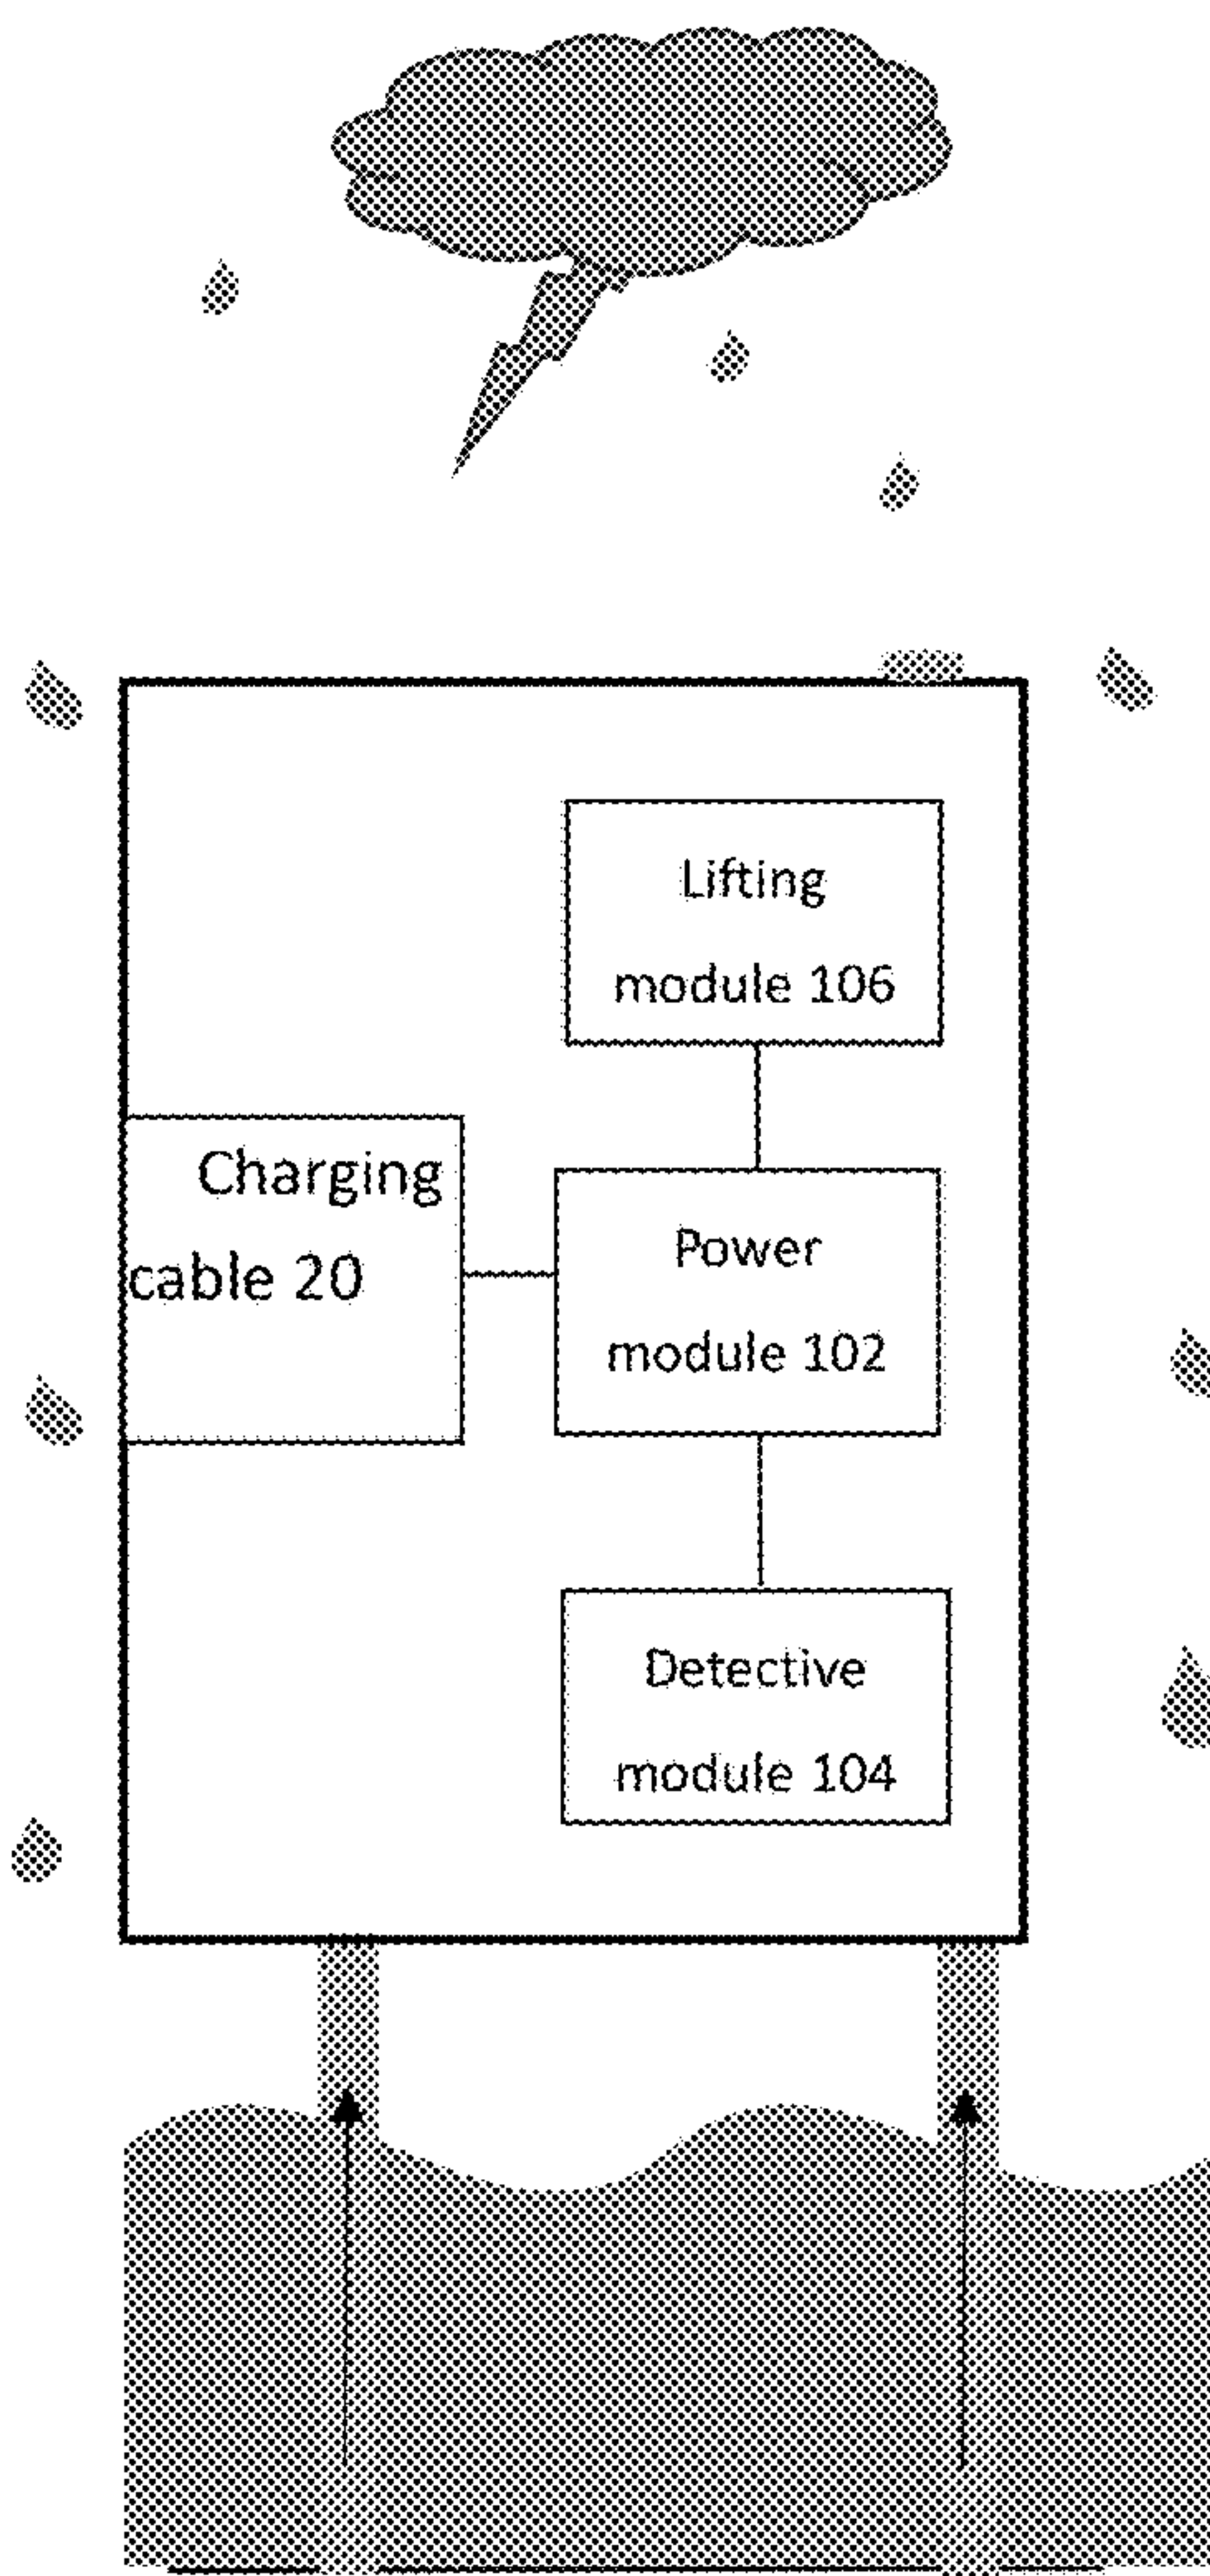 Lifting
module 106
Charging
cable 20
Power
module 102
Detective
module 104